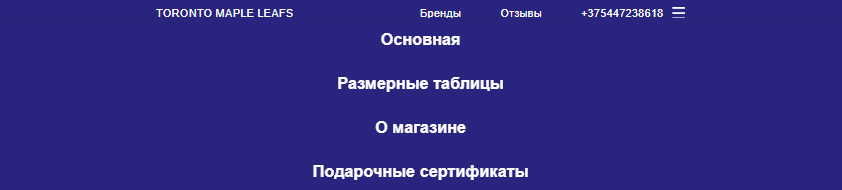 TORONTO MAPLE LEAFS Бренды Отзывы +375447238618
Основная
Размерные таблицы
О магазине
Подарочные сертификаты